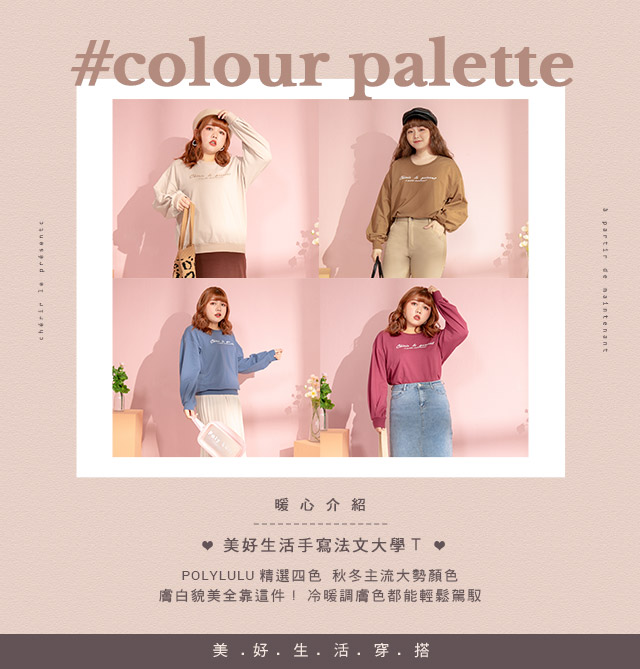 #colour palette
chérir le présente
à partir de maintenant
暖心介紹
❤ 美好生活手寫法文大學T ❤
POLYLULU 精選四色 秋冬主流大勢顏色
膚白貌美全靠這件! 冷暖調膚色都能輕鬆駕馭
美.好.生.活.穿.搭